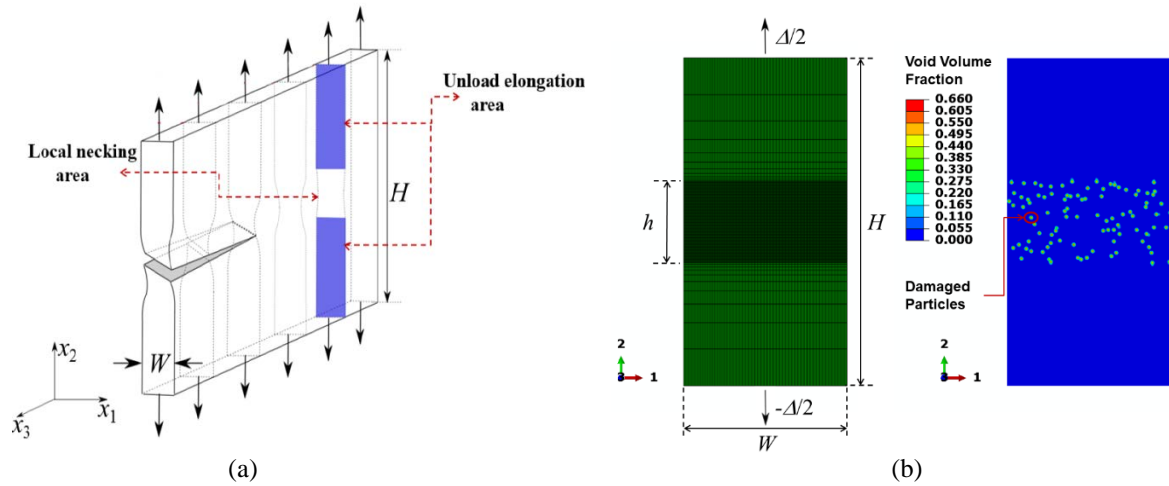 Unload elongation
area
Local necking
area
H
W
x2
x1
x3
(a)
Δ/2
h
H
-Δ/2
W
2
3
1
Void Volume
Fraction
0.660
0.605
0.550
0.495
0.440
0.385
0.330
0.275
0.220
0.165
0.110
0.055
0.000
Damaged
Particles
2
3
1
(b)